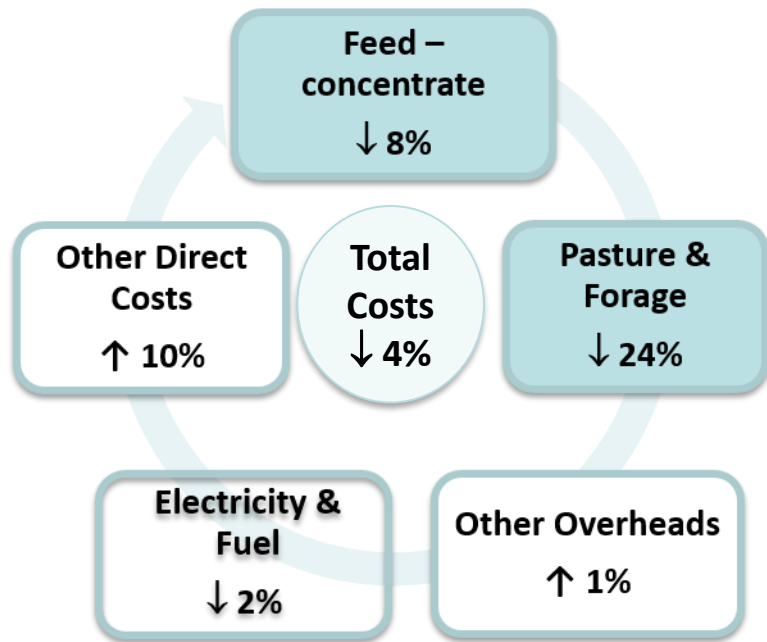 Feed –
concentrate
↓ 8%
Other Direct
Costs
↑ 10%
Total
Costs
↓ 4%
Pasture &
Forage
↓ 24%
Electricity &
Fuel
↓ 2%
Other Overheads
↑ 1%